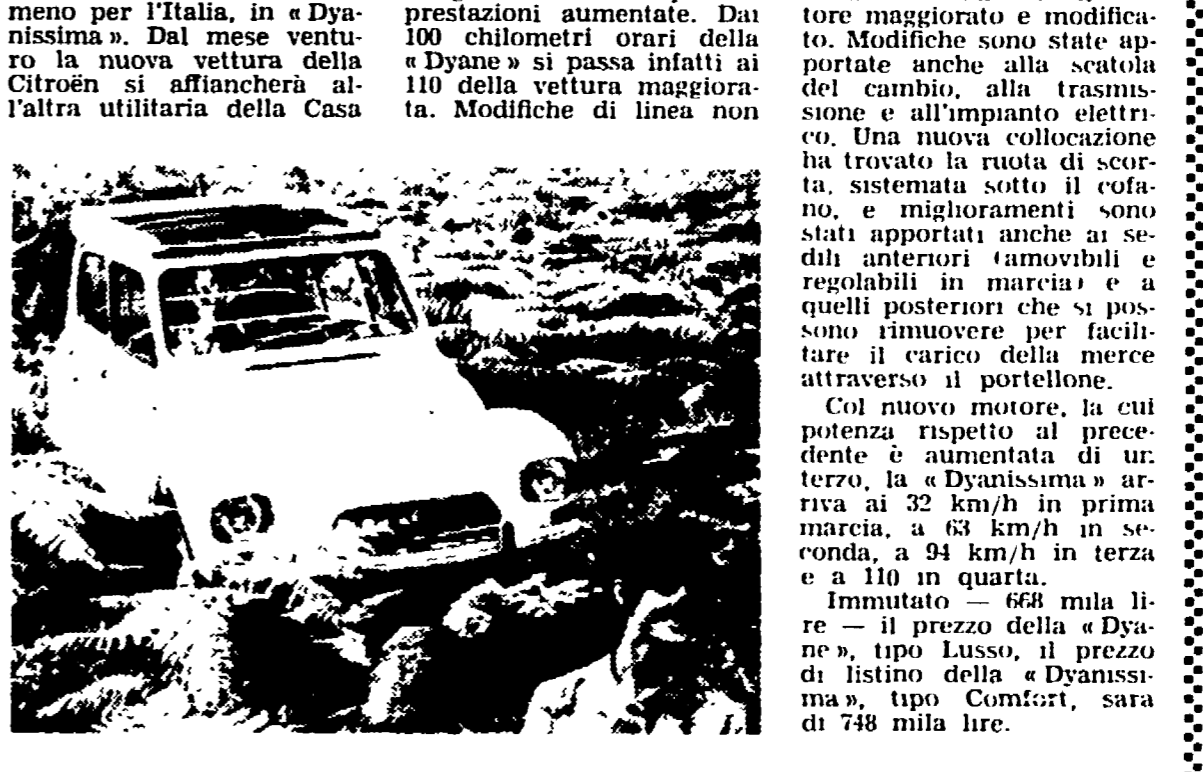 meno per l'Italia, in « Dya-
nissima ». Dal mese ventu-
ro la nuova vettura della
Citroën si affiancherà al-
l'altra utilitaria della Casa
prestazioni aumentate. Dai
100 chilometri orari della
« Dyane » si passa infatti ai
110 della vettura maggiora-
ta. Modifiche di linea non
tore maggiorato e modifica-
to. Modifiche sono state ap-
portate anche alla scatola
del cambio, alla trasmis-
sione e all'impianto elettri-
co. Una nuova collocazione
ha trovato la ruota di scor-
ta, sistemata sotto il cofa-
no, e miglioramenti sono
stati apportati anche ai se-
dili anteriori (amovibili e
regolabili in marcia) e a
quelli posteriori che si pos-
sono rimuovere per facili-
tare il carico della merce
attraverso il portellone.
Col nuovo motore, la cui
potenza rispetto al prece-
dente è aumentata di un
terzo, la « Dyanissima » ar-
riva ai 32 km/h in prima
marcia, a 63 km/h in se-
conda, a 94 km/h in terza
e a 110 in quarta.
Immutato — 668 mila li-
re — il prezzo della « Dya-
ne », tipo Lusso, il prezzo
di listino della « Dyanissi-
ma », tipo Comfort, sara
di 748 mila lire.